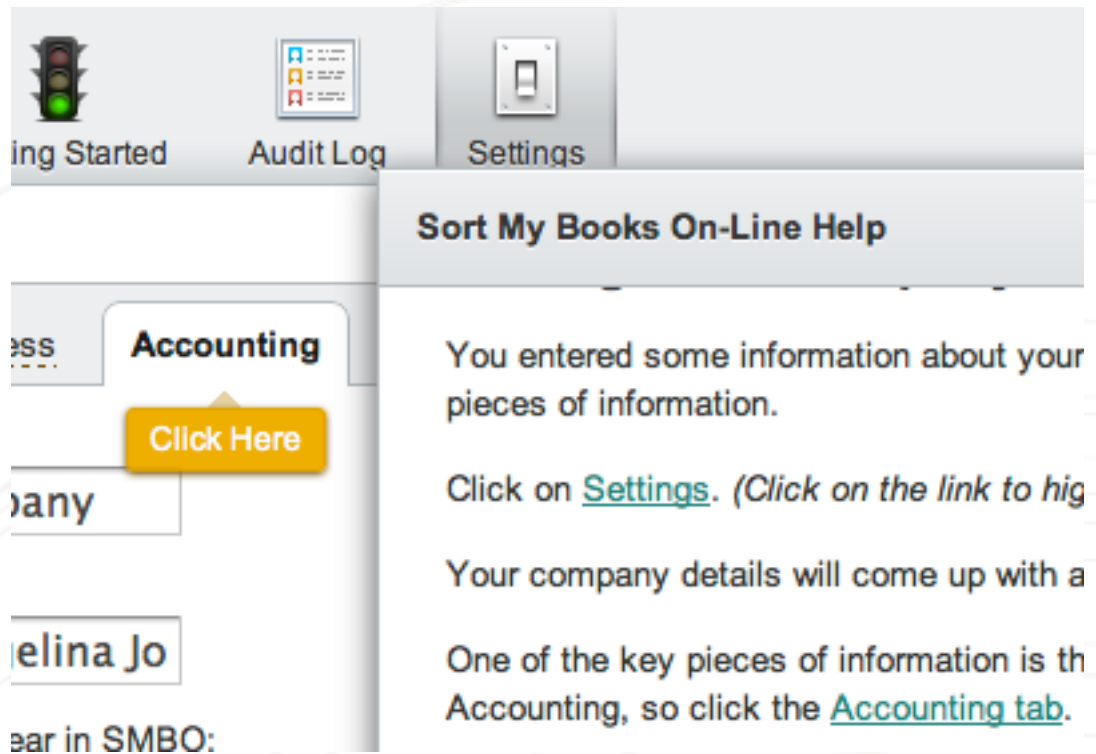 ing Started
Audit Log
Settings
Sort My Books On-Line Help
ess
Accounting
Click Here
pany
elina Jo
ear in SMBO:
You entered some information about your
pieces of information.
Click on Settings. (Click on the link to hig
Your company details will come up with a
One of the key pieces of information is th
Accounting, so click the Accounting tab.